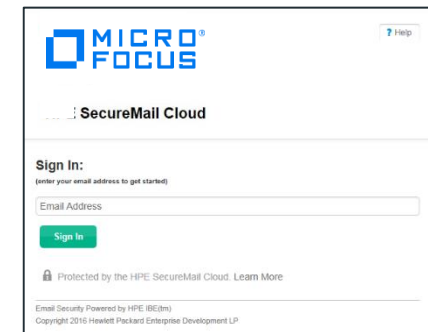 MICRO®
FOCUS
? Help
E SecureMail Cloud
Sign In:
(enter your email address to get started)
Email Address
Sign In
Protected by the HPE SecureMail Cloud. Learn More
Email Security Powered by HPE IBE(tm)
Copyright 2016 Hewlett Packard Enterprise Development LP